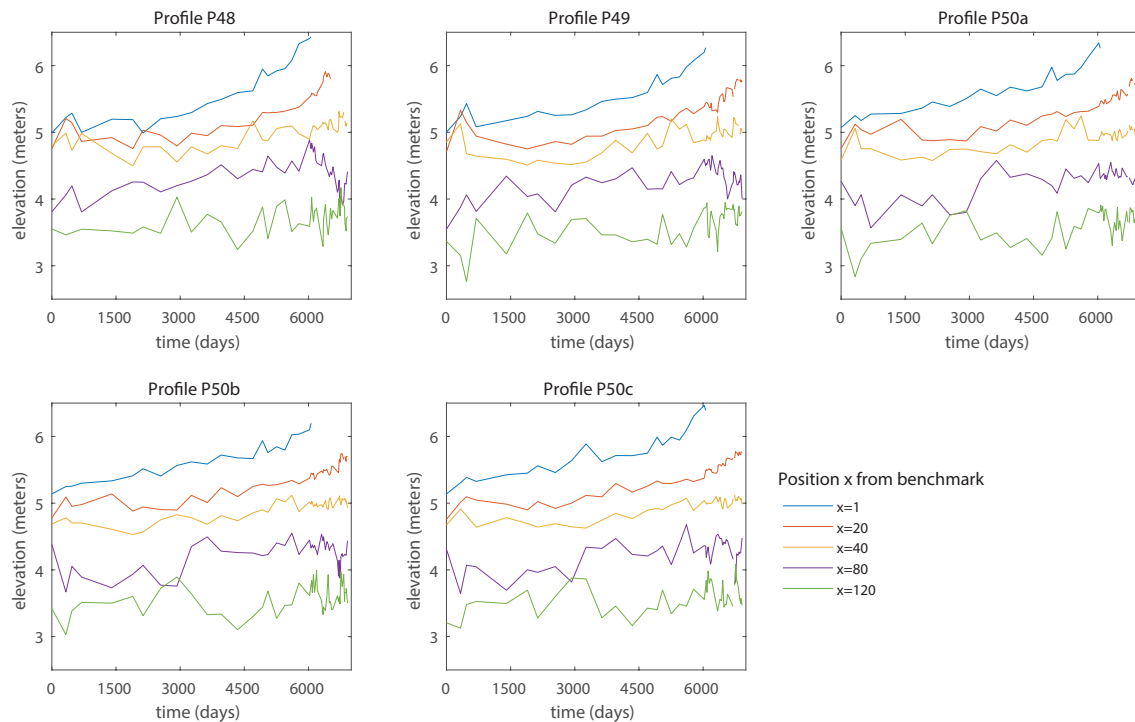 Profile P48
elevation (meters)
6
5
4
3
0 1500 3000 4500 6000
time (days)
Profile P49
elevation (meters)
6
5
4
3
0 1500 3000 4500 6000
time (days)
Profile P50a
elevation (meters)
6
5
4
3
0 1500 3000 4500 6000
time (days)
Profile P50b
elevation (meters)
6
5
4
3
0 1500 3000 4500 6000
time (days)
Profile P50c
elevation (meters)
6
5
4
3
0 1500 3000 4500 6000
time (days)
Position x from benchmark
x=1
x=20
x=40
x=80
x=120